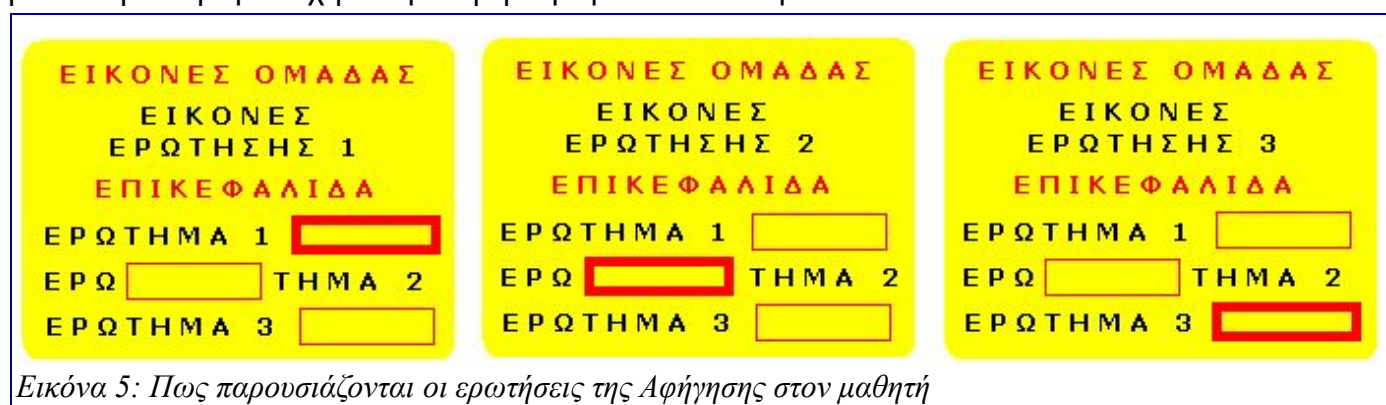 ΕΙΚΟΝΕΣ ΟΜΑΔΑΣ
ΕΙΚΟΝΕΣ
ΕΡΩΤΗΣΗΣ 1
ΕΠΙΚΕΦΑΛΙΔΑ
ΕΡΩΤΗΜΑ 1
ΕΡΩ ΤΗΜΑ 2
ΕΡΩΤΗΜΑ 3
ΕΙΚΟΝΕΣ ΟΜΑΔΑΣ
ΕΙΚΟΝΕΣ
ΕΡΩΤΗΣΗΣ 2
ΕΠΙΚΕΦΑΛΙΔΑ
ΕΡΩΤΗΜΑ 1
ΕΡΩ ΤΗΜΑ 2
ΕΡΩΤΗΜΑ 3
ΕΙΚΟΝΕΣ ΟΜΑΔΑΣ
ΕΙΚΟΝΕΣ
ΕΡΩΤΗΣΗΣ 3
ΕΠΙΚΕΦΑΛΙΔΑ
ΕΡΩΤΗΜΑ 1
ΕΡΩ ΤΗΜΑ 2
ΕΡΩΤΗΜΑ 3
Εικόνα 5: Πως παρουσιάζονται οι ερωτήσεις της Αφήγησης στον μαθητή